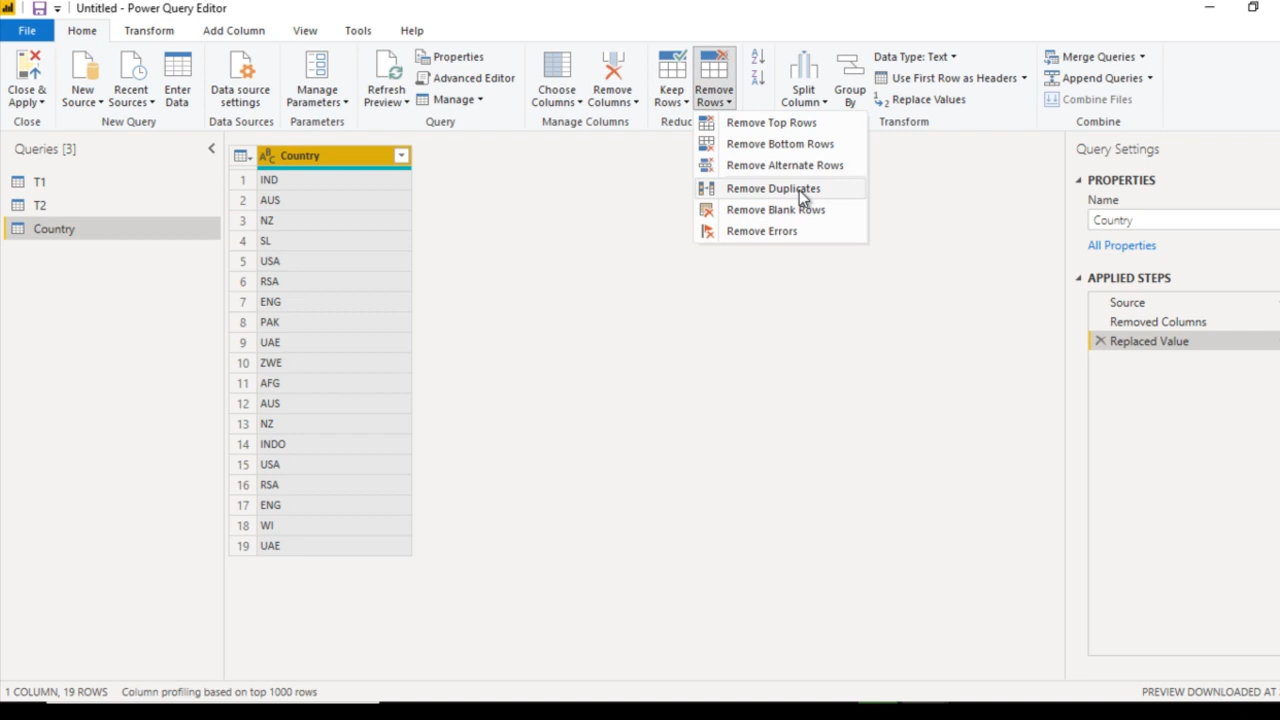 Untitled - Power Query Editor
File Home Transform Add Column View Tools Help
Close & Apply
New Source
Recent Sources
Enter Data
Data source settings
Manage Parameters
Refresh Preview
Properties
Advanced Editor
Manage
Choose Columns
Remove Columns
Keep Rows
Remove Rows
Split Column
Group By
Data Type: Text
Use First Row as Headers
Replace Values
Merge Queries
Append Queries
Combine Files
Close New Query Data Sources Parameters Query Manage Columns Reduc Transform Combine
Remove Top Rows
Remove Bottom Rows
Remove Alternate Rows
Remove Duplicates
Remove Blank Rows
Remove Errors
Queries [3]
T1
T2
Country
ABC Country
1 IND
2 AUS
3 NZ
4 SL
5 USA
6 RSA
7 ENG
8 PAK
9 UAE
10 ZWE
11 AFG
12 AUS
13 NZ
14 INDO
15 USA
16 RSA
17 ENG
18 WI
19 UAE
Query Settings
PROPERTIES
Name
Country
All Properties
APPLIED STEPS
Source
Removed Columns
Replaced Value
1 COLUMN, 19 ROWS Column profiling based on top 1000 rows
PREVIEW DOWNLOADED AT